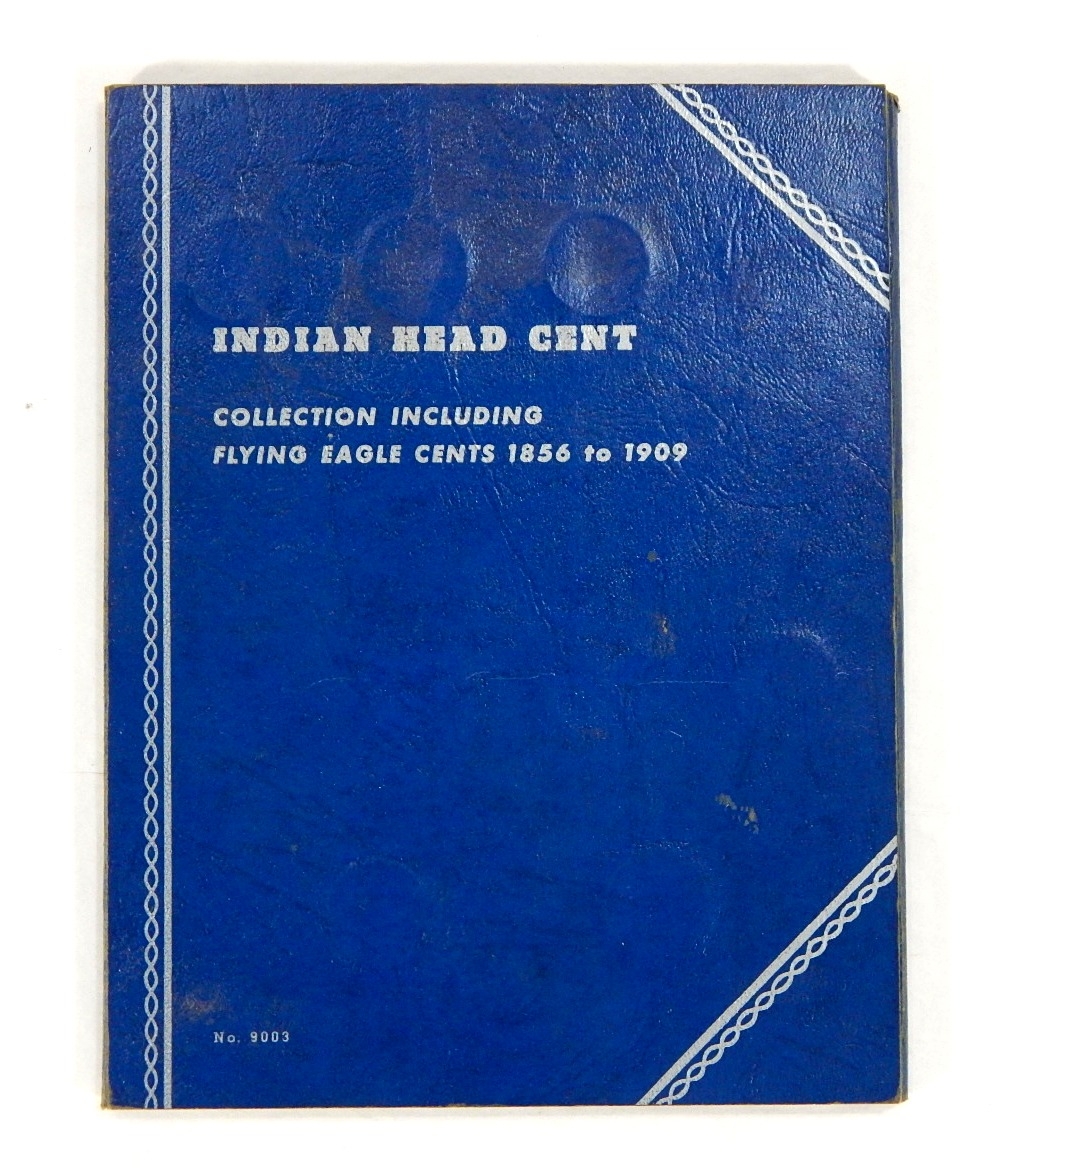 INDIAN HEAD CENT
COLLECTION INCLUDING
FLYING EAGLE CENTS 1856 to 1909
No. 9003